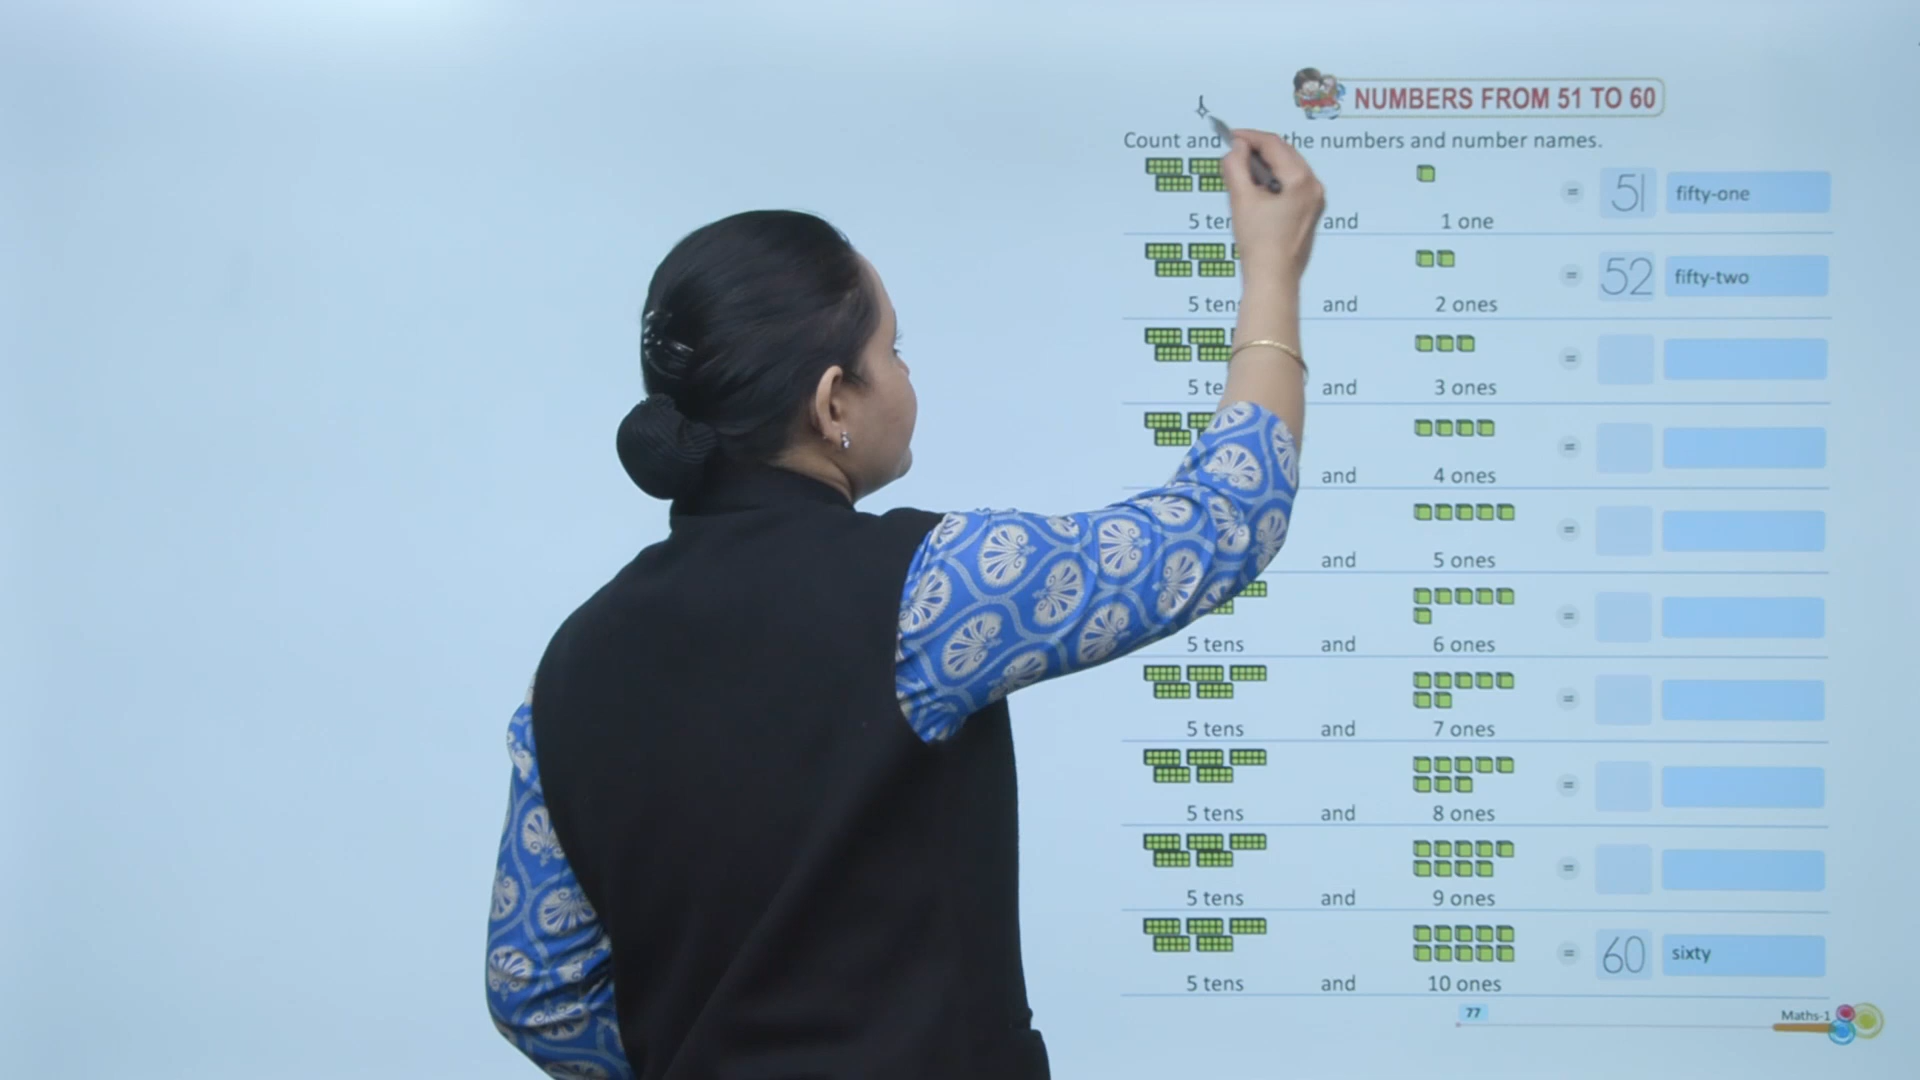 NUMBERS FROM 51 TO 60
Count and the numbers and number names.
5 and 1 one = 51 fifty-one
5 tens and 2 ones = 52 fifty-two
5 and 3 ones =
and 4 ones =
and 5 ones =
5 tens and 6 ones =
5 tens and 7 ones =
5 tens and 8 ones =
5 tens and 9 ones =
5 tens and 10 ones = 60 sixty
77
Maths-1